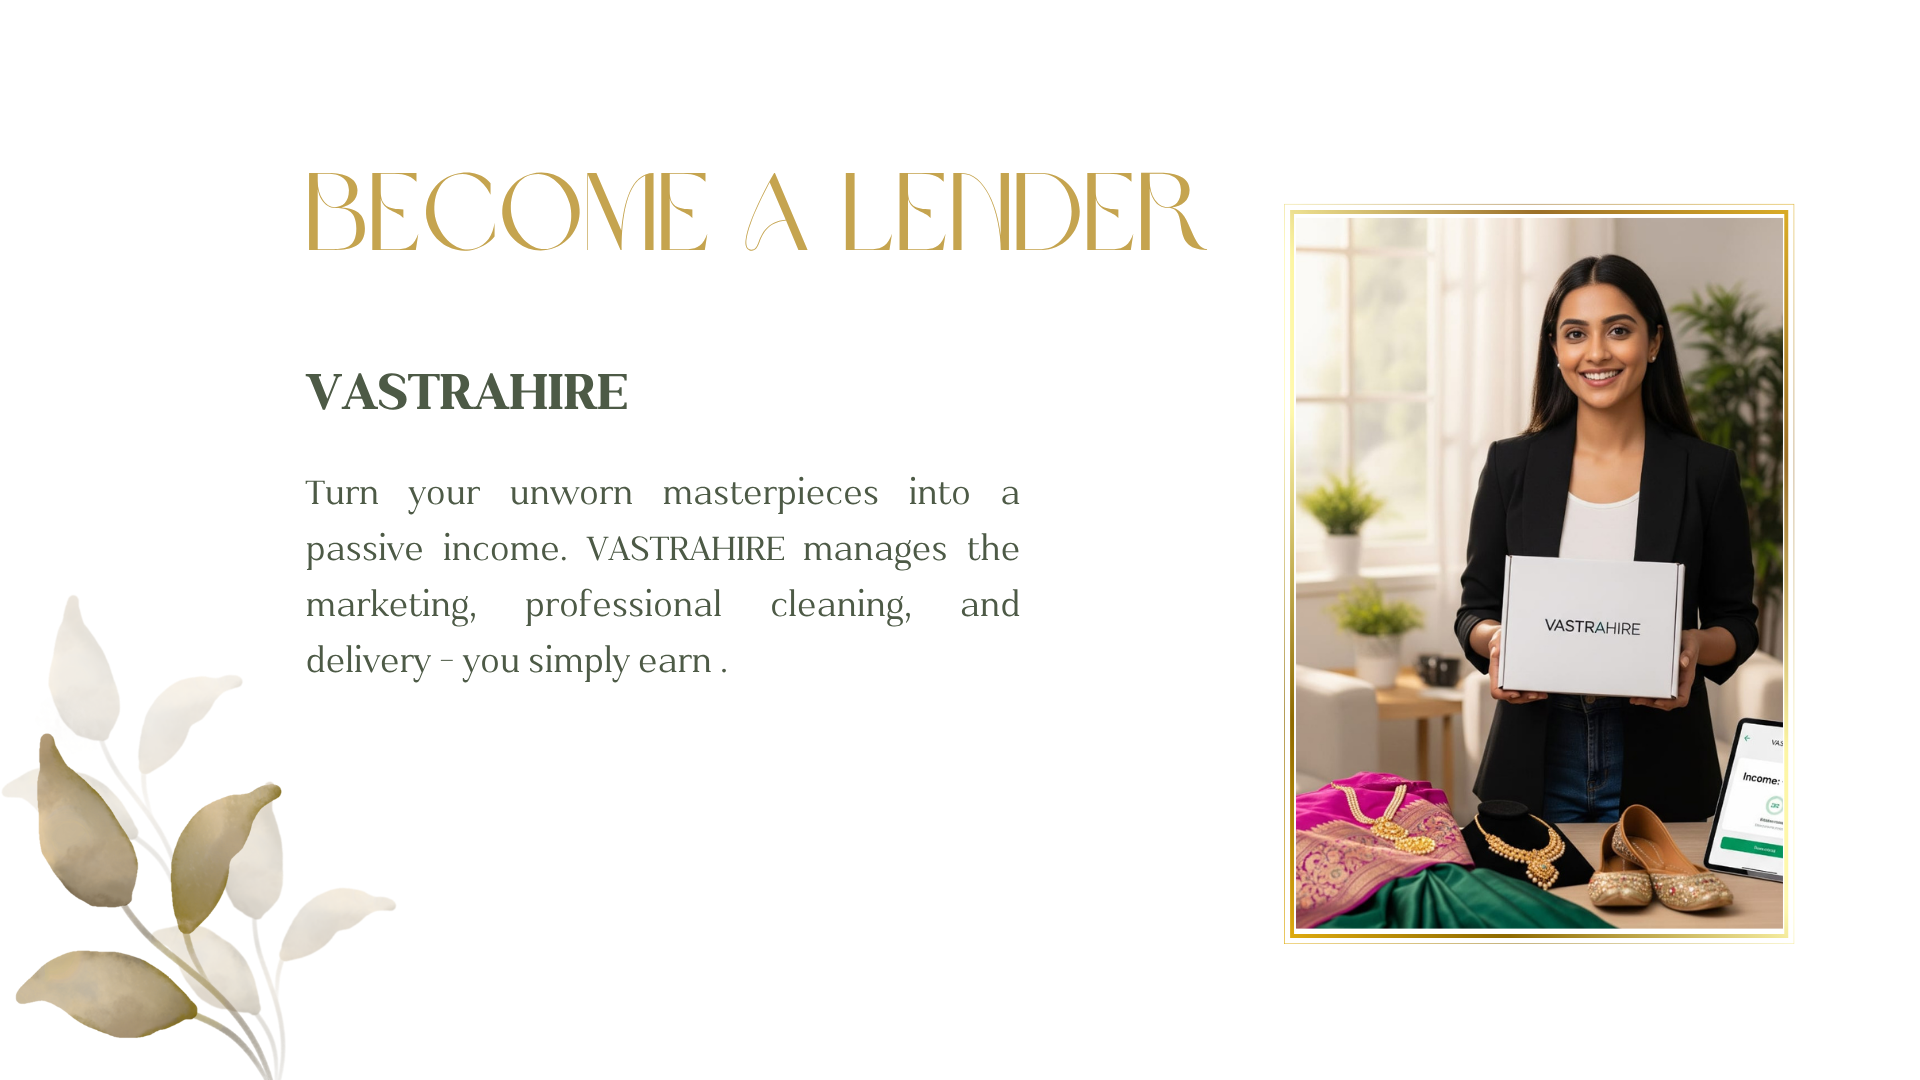 BECOME A LENDER
VASTRAHIRE
Turn your unworn masterpieces into a
passive income. VASTRAHIRE manages the
marketing, professional cleaning, and
delivery - you simply earn .
VASTRAHIRE
VAS
Income: